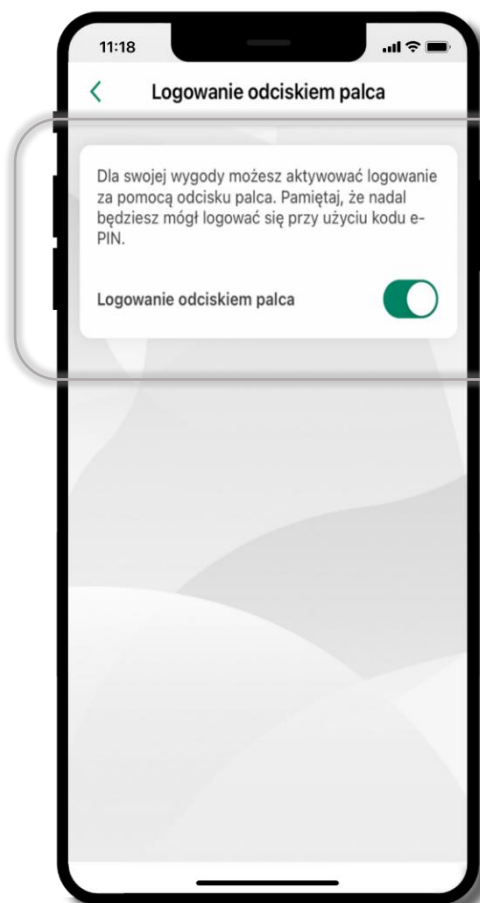 11:18
Logowanie odciskiem palca
Dla swojej wygody możesz aktywować logowanie
za pomocą odcisku palca. Pamiętaj, że nadal
będziesz mógł logować się przy użyciu kodu e-
PIN.
Logowanie odciskiem palca